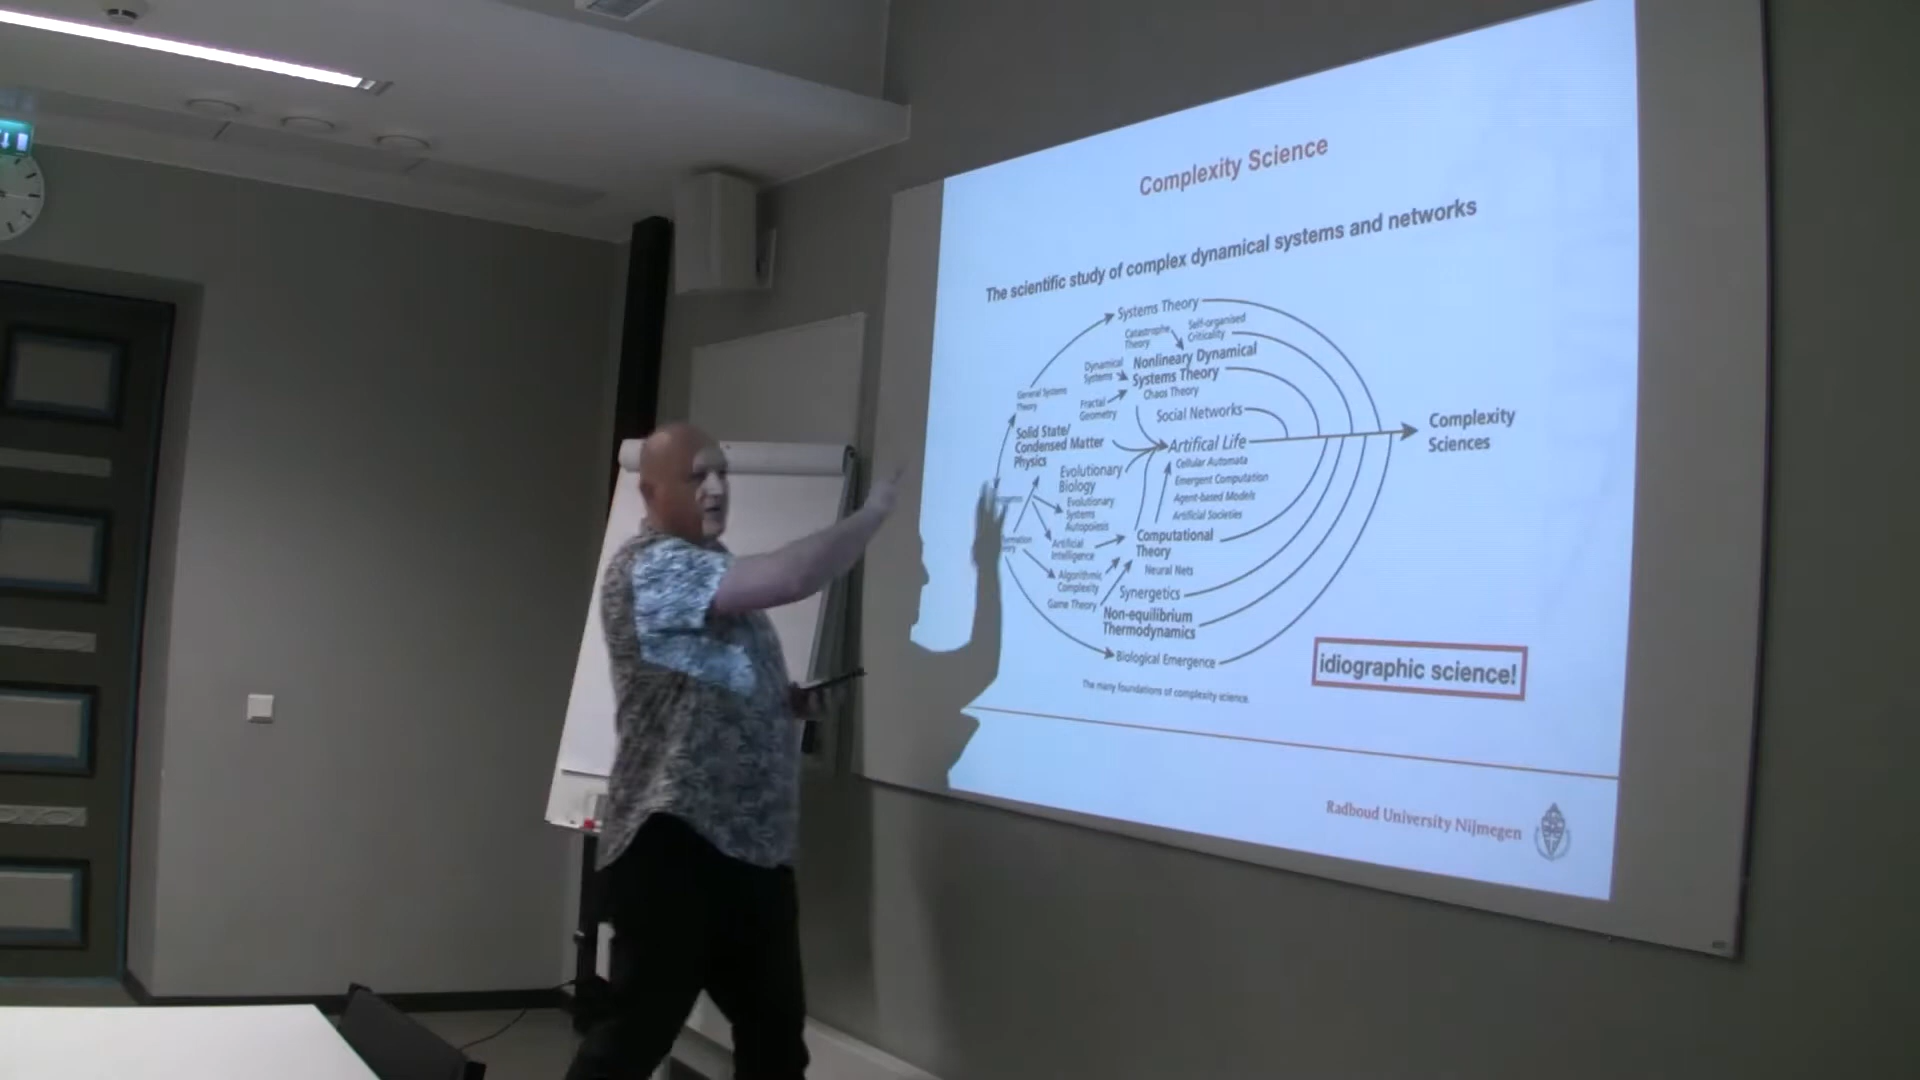 Complexity Science
The scientific study of complex dynamical systems and networks
Systems Theory
Catastrophe
Theory
Self-organised
Criticality
Dynamical
Systems
Nonlineary Dynamical
Systems Theory
Chaos Theory
General Systems
Theory
Fractal
Geometry
Social Networks
Solid State/
Condensed Matter
Physics
Artifical Life
Complexity
Sciences
Cellular Automata
Emergent Computation
Agent-based Models
Artificial Societies
Evolutionary
Biology
Evolutionary
Systems
Autopoiesis
Artificial
Intelligence
Computational
Theory
Neural Nets
Algorithmic
Complexity
Game Theory
Synergetics
Non-equilibrium
Thermodynamics
Biological Emergence
The many foundations of complexity science.
idiographic science!
Radboud University Nijmegen